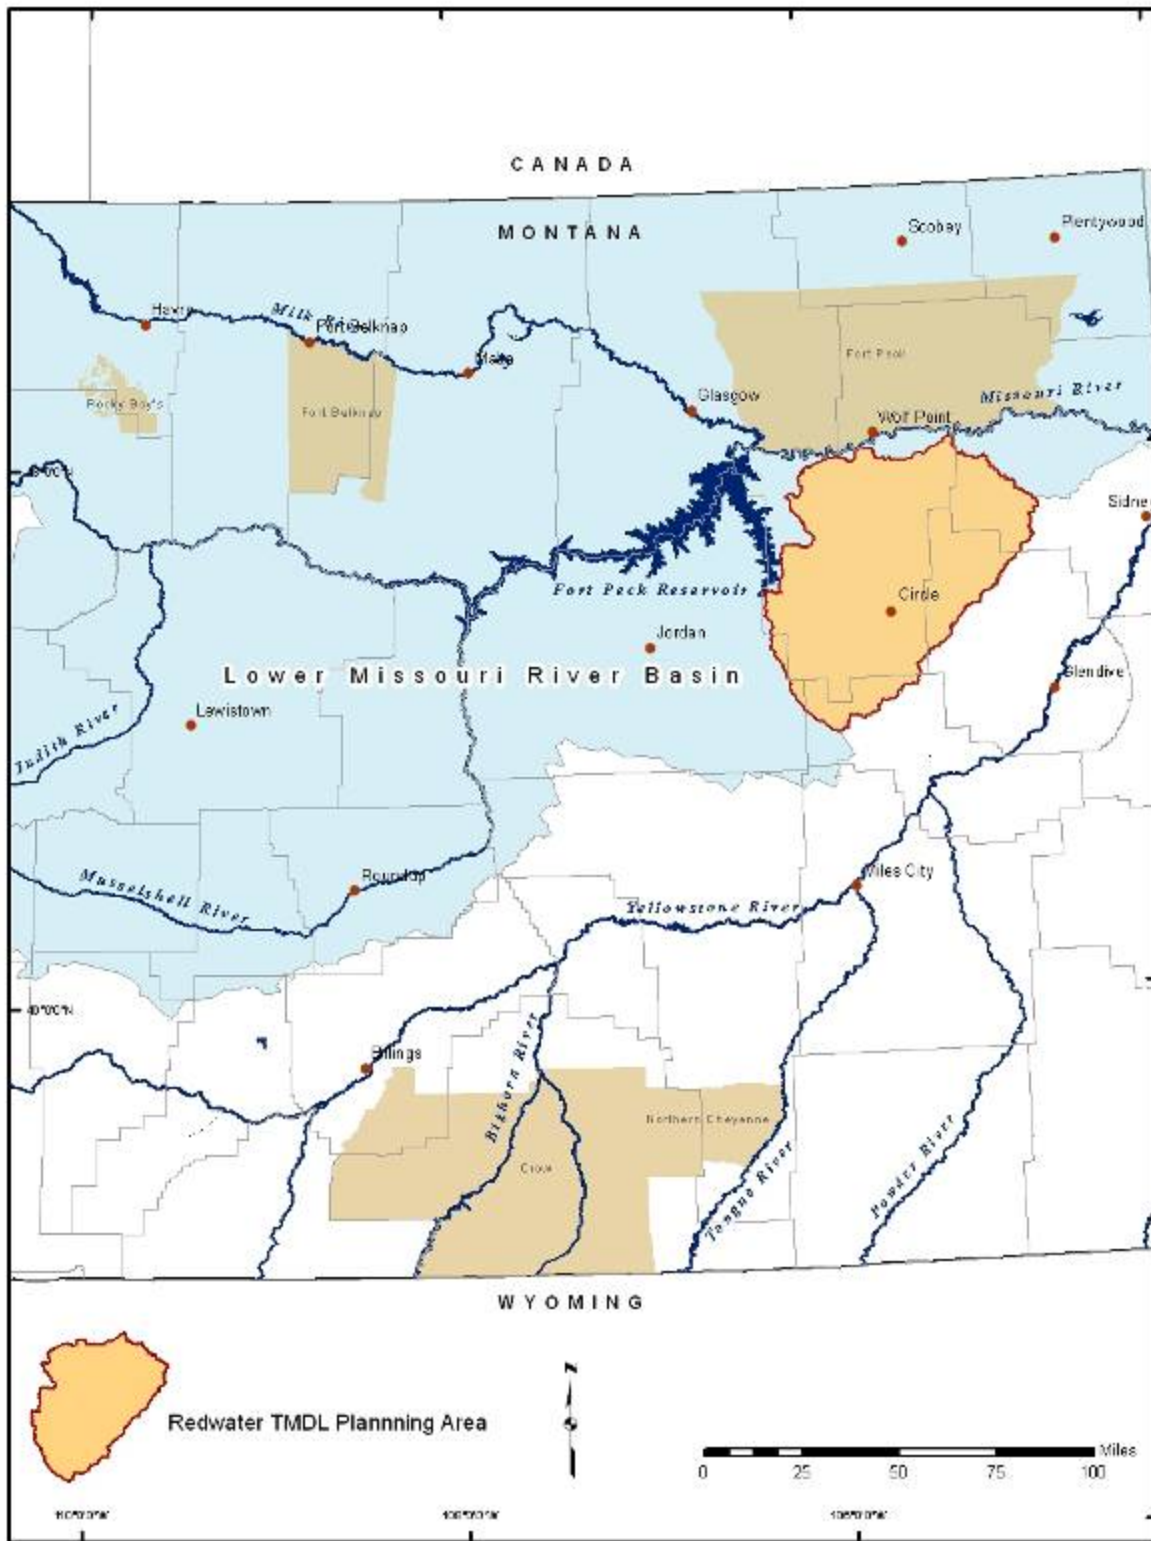 CANADA
MONTANA
Scobey
Plentywood
Havre
Milk
Fort Belknap
Malta
Fort Peck
Rocky Boy's
Fort Belknap
Glasgow
Missouri River
Wolf Point
Sidne
Fort Peck Reservoir
Circle
Jordan
Lower Missouri River Basin
Glendive
Lewistown
Judith River
Roundup
Musselshell River
Miles City
Yellowstone River
Billings
Bighorn River
Northern Cheyenne
Crow
Tongue River
Powder River
WYOMING
N
Redwater TMDL Plannning Area
Miles
0 25 50 75 100